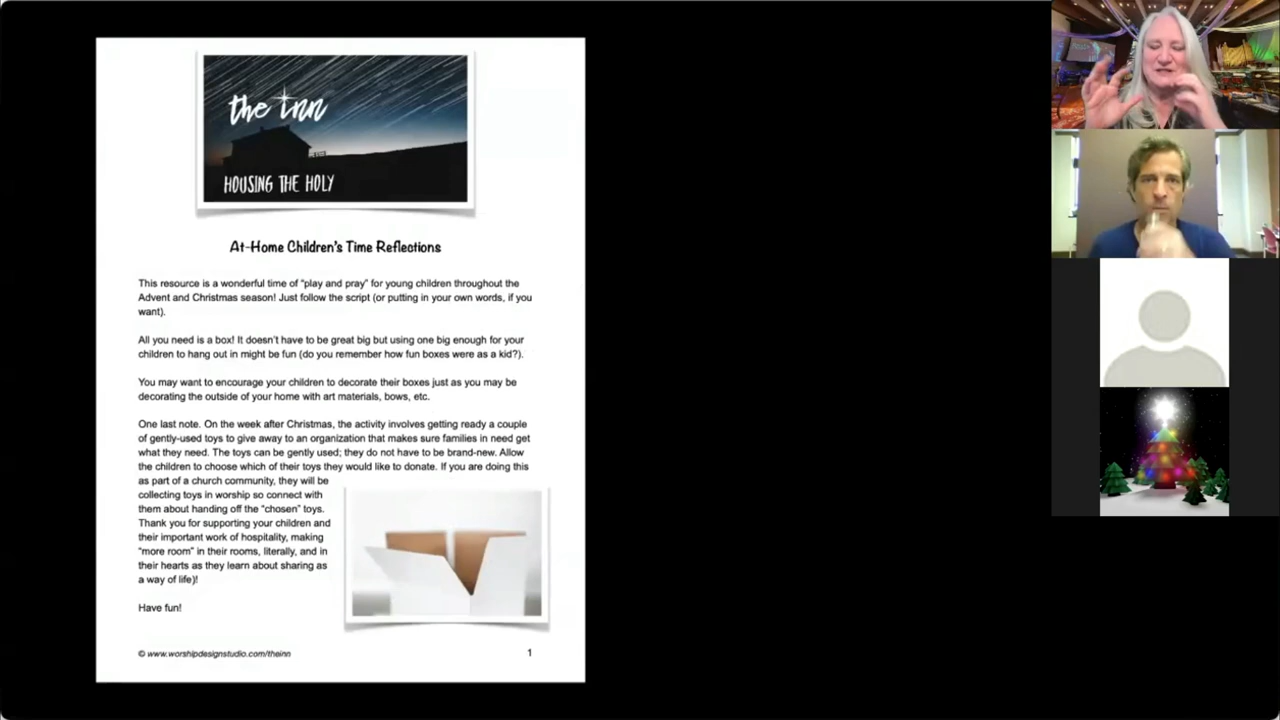 the inn
HOUSING THE HOLY
At-Home Children's Time Reflections
This resource is a wonderful time of "play and pray" for young children throughout the
Advent and Christmas season! Just follow the script (or putting in your own words, if you
want).
All you need is a box! It doesn't have to be great big but using one big enough for your
children to hang out in might be fun (do you remember how fun boxes were as a kid?).
You may want to encourage your children to decorate their boxes just as you may be
decorating the outside of your home with art materials, bows, etc.
One last note. On the week after Christmas, the activity involves getting ready a couple
of gently-used toys to give away to an organization that makes sure families in need get
what they need. The toys can be gently used; they do not have to be brand-new. Allow
the children to choose which of their toys they would like to donate. If you are doing this
as part of a church community, they will be
collecting toys in worship so connect with
them about handing off the "chosen" toys.
Thank you for supporting your children and
their important work of hospitality, making
"more room" in their rooms, literally, and in
their hearts as they learn about sharing as
a way of life)!
Have fun!
© www.worshipdesignstudio.com/theinn
1